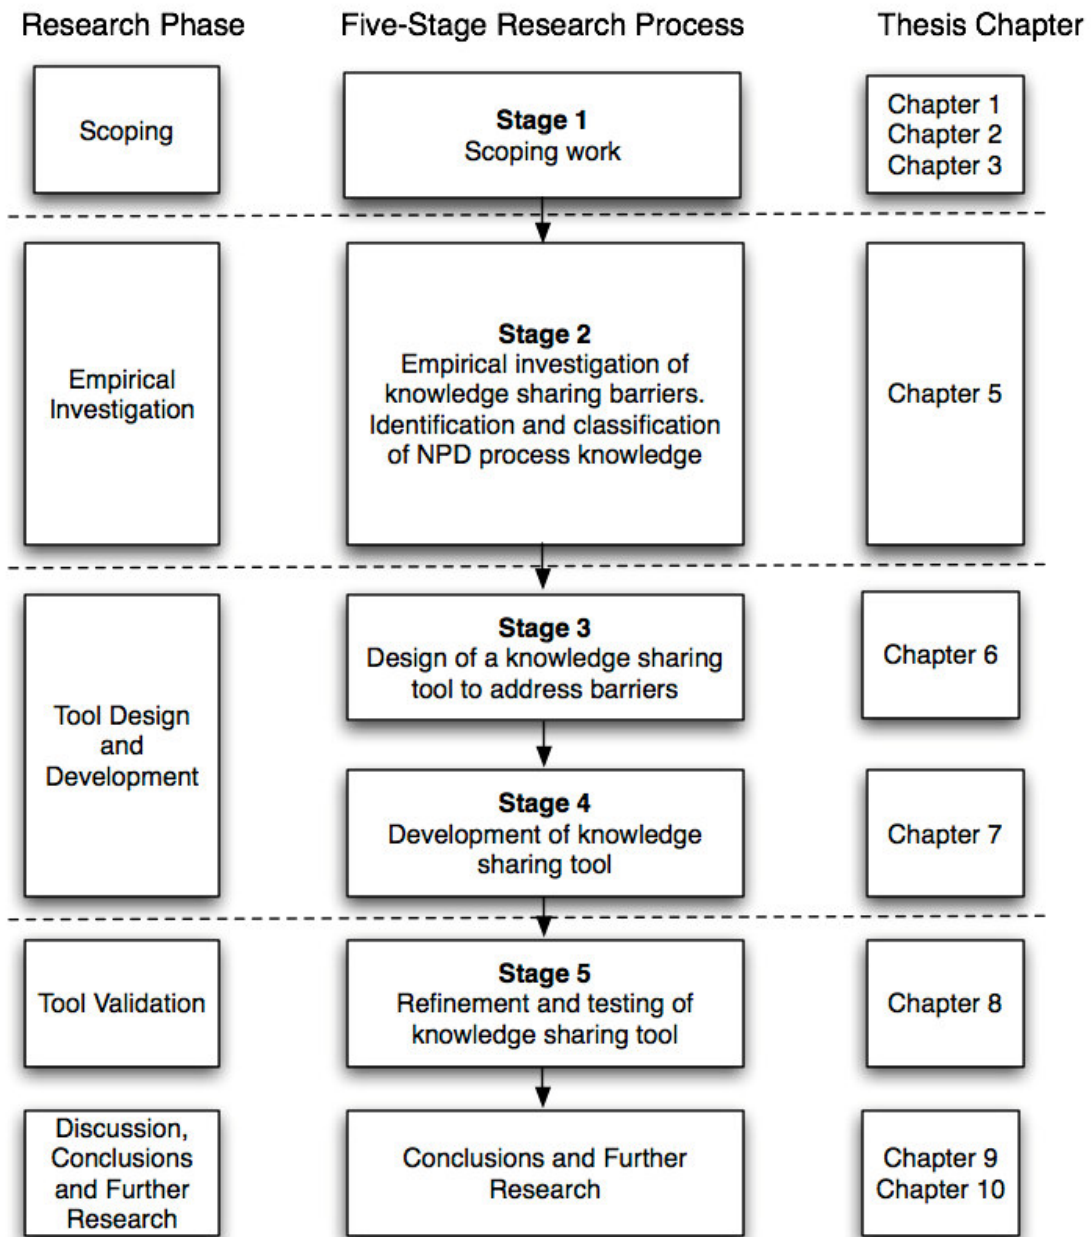 Research Phase
Five-Stage Research Process
Thesis Chapter
Scoping
Stage 1
Scoping work
Chapter 1
Chapter 2
Chapter 3
Empirical
Investigation
Stage 2
Empirical investigation of
knowledge sharing barriers.
Identification and classification
of NPD process knowledge
Chapter 5
Tool Design
and
Development
Stage 3
Design of a knowledge sharing
tool to address barriers
Chapter 6
Stage 4
Development of knowledge
sharing tool
Chapter 7
Tool Validation
Stage 5
Refinement and testing of
knowledge sharing tool
Chapter 8
Discussion,
Conclusions
and Further
Research
Conclusions and Further
Research
Chapter 9
Chapter 10